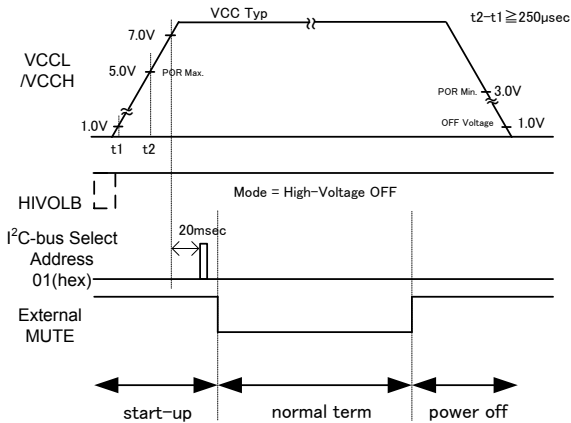 VCC Typ
t2-t1≧250μsec
7.0V
VCCL
/VCCH
5.0V
POR Max.
POR Min.
3.0V
1.0V
OFF Voltage
1.0V
t1
t2
HIVOLB
Mode = High-Voltage OFF
I²C-bus Select
Address
01(hex)
20msec
External
MUTE
start-up
normal term
power off